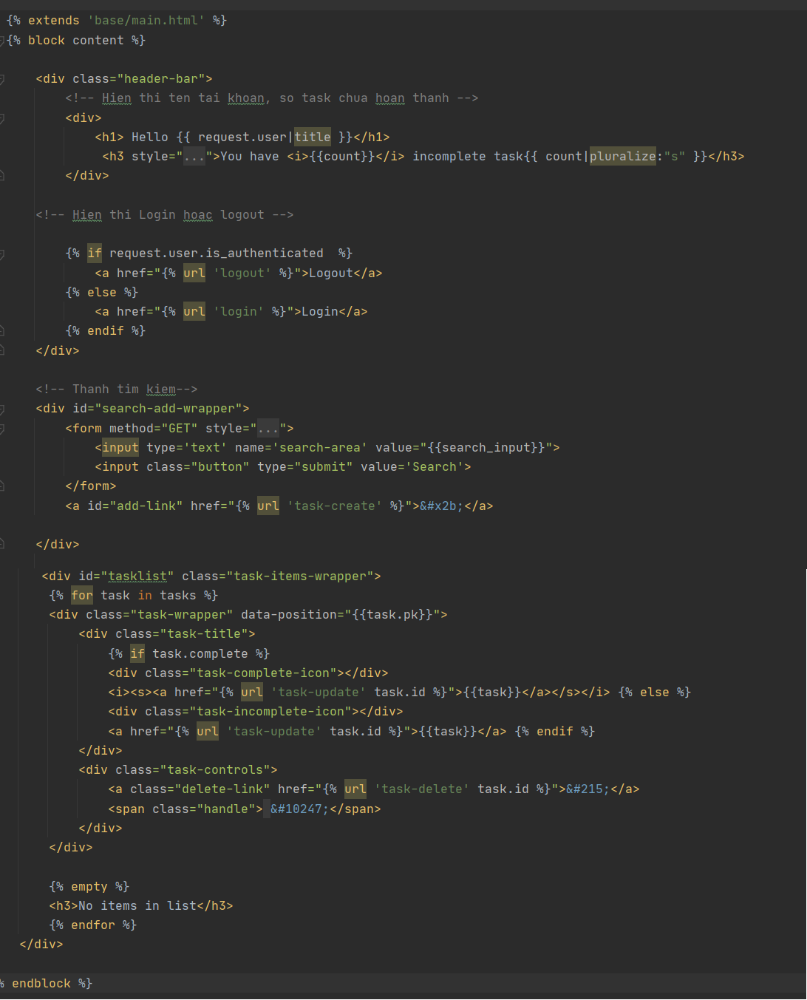 {% extends 'base/main.html' %}
{% block content %}
<div class="header-bar">
<!-- Hien thi ten tai khoan, so task chua hoan thanh -->
<div>
<h1> Hello {{ request.user|title }}</h1>
<h3 style="...">You have <i>{{count}}</i> incomplete task{{ count|pluralize:"s" }}</h3>
</div>
<!-- Hien thi Login hoac logout -->
{% if request.user.is_authenticated  %}
<a href="{% url 'logout' %}">Logout</a>
{% else %}
<a href="{% url 'login' %}">Login</a>
{% endif %}
</div>
<!-- Thanh tim kiem-->
<div id="search-add-wrapper">
<form method="GET" style="...">
<input type='text' name='search-area' value="{{search_input}}">
<input class="button" type="submit" value='Search'>
</form>
<a id="add-link" href="{% url 'task-create' %}">&#x2b;</a>
</div>
<div id="tasklist" class="task-items-wrapper">
{% for task in tasks %}
<div class="task-wrapper" data-position="{{task.pk}}">
<div class="task-title">
{% if task.complete %}
<div class="task-complete-icon"></div>
<i><s><a href="{% url 'task-update' task.id %}">{{task}}</a></s></i> {% else %}
<div class="task-incomplete-icon"></div>
<a href="{% url 'task-update' task.id %}">{{task}}</a> {% endif %}
</div>
<div class="task-controls">
<a class="delete-link" href="{% url 'task-delete' task.id %}">&#215;</a>
<span class="handle"> &#10247;</span>
</div>
</div>
{% empty %}
<h3>No items in list</h3>
{% endfor %}
</div>
% endblock %}